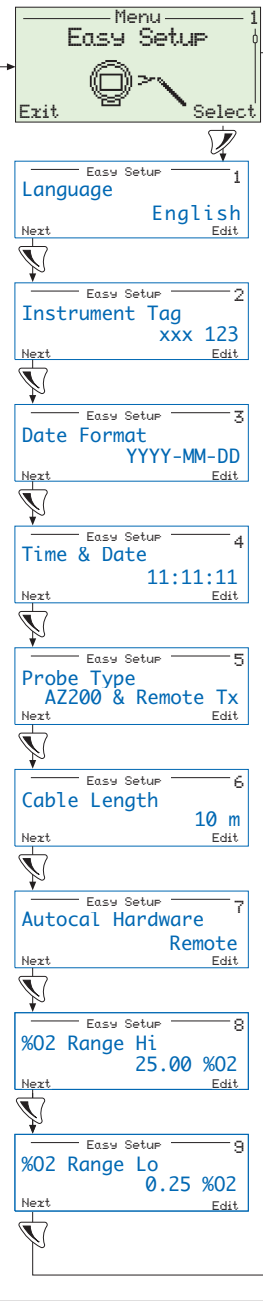 Menu 1
Easy Setup
Exit Select
Easy Setup 1
Language
English
Next Edit
Easy Setup 2
Instrument Tag
xxx 123
Next Edit
Easy Setup 3
Date Format
YYYY-MM-DD
Next Edit
Easy Setup 4
Time & Date
11:11:11
Next Edit
Easy Setup 5
Probe Type
AZ200 & Remote Tx
Next Edit
Easy Setup 6
Cable Length
10 m
Next Edit
Easy Setup 7
Autocal Hardware
Remote
Next Edit
Easy Setup 8
%O2 Range Hi
25.00 %O2
Next Edit
Easy Setup 9
%O2 Range Lo
0.25 %O2
Next Edit